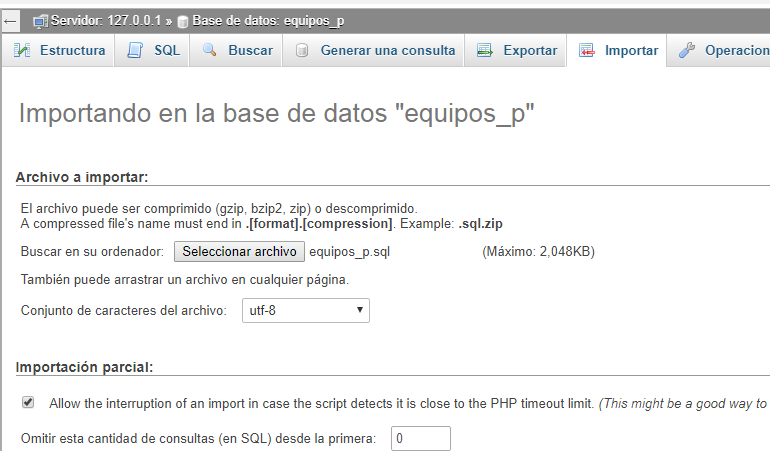 ← Servidor: 127.0.0.1 » Base de datos: equipos_p
Estructura SQL Buscar Generar una consulta Exportar Importar Operacion
Importando en la base de datos "equipos_p"
Archivo a importar:
El archivo puede ser comprimido (gzip, bzip2, zip) o descomprimido.
A compressed file's name must end in .[format].[compression]. Example: .sql.zip
Buscar en su ordenador: Seleccionar archivo equipos_p.sql (Máximo: 2,048KB)
También puede arrastrar un archivo en cualquier página.
Conjunto de caracteres del archivo: utf-8
Importación parcial:
Allow the interruption of an import in case the script detects it is close to the PHP timeout limit. (This might be a good way to
Omitir esta cantidad de consultas (en SQL) desde la primera: 0